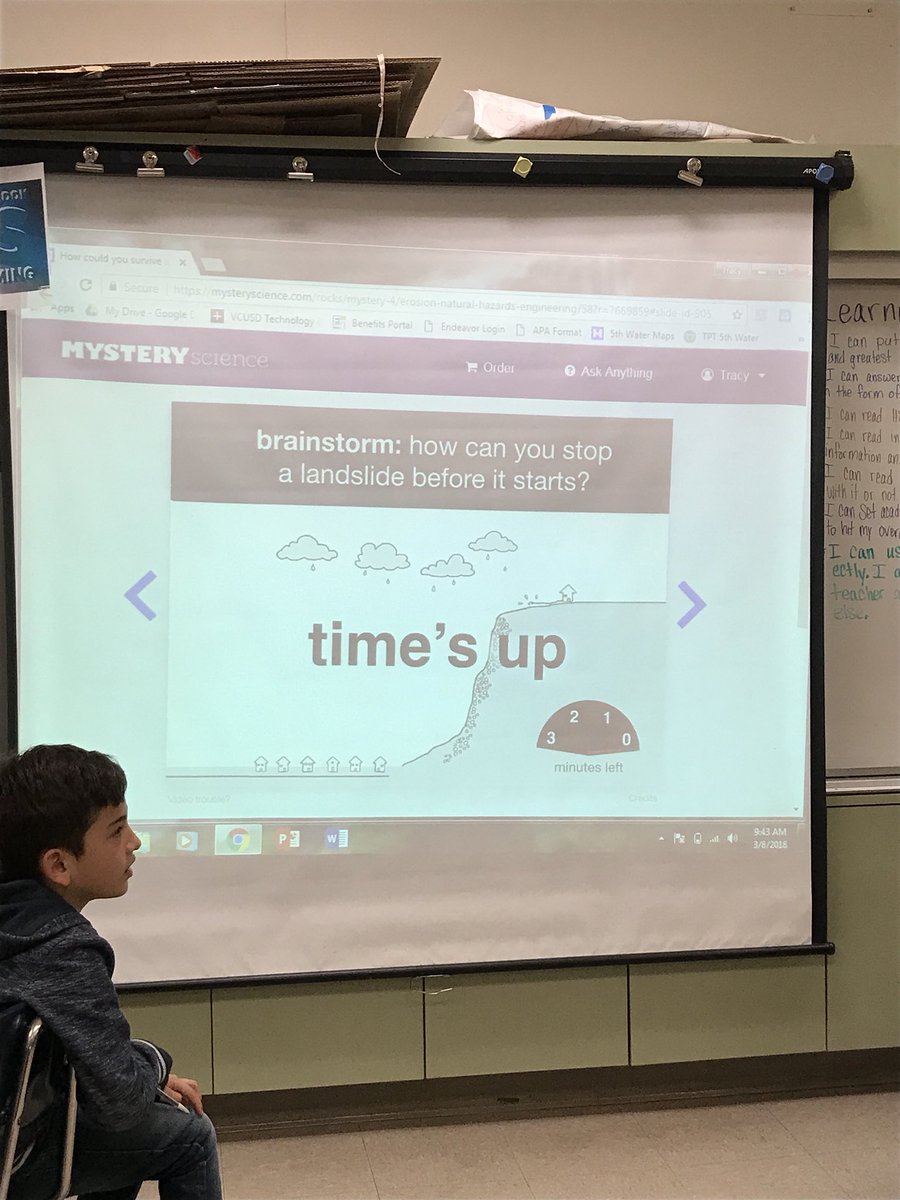 APO
KING
How could you survive
Tracy
Secure https://mysteryscience.com/rocks/mystery-4/erosion-natural-hazards-engineering/58?r=7669859#slide-id-905
Apps My Drive - Google D VCUSD Technology Benefits Portal Endeavor Login APA Format 5th Water Maps TPT 5th Water
MYSTERY science Order Ask Anything Tracy
brainstorm: how can you stop
a landslide before it starts?
time's up
3 2 1 0
minutes left
Video trouble? Credits
9:43 AM
3/8/2018
Learni
I can put
and greatest
I can answer
the form of
I can read
I can read in
information an
I can read
with it or not
I can Set acad
to hit my over
I can us
ectly. I a
teacher
else.